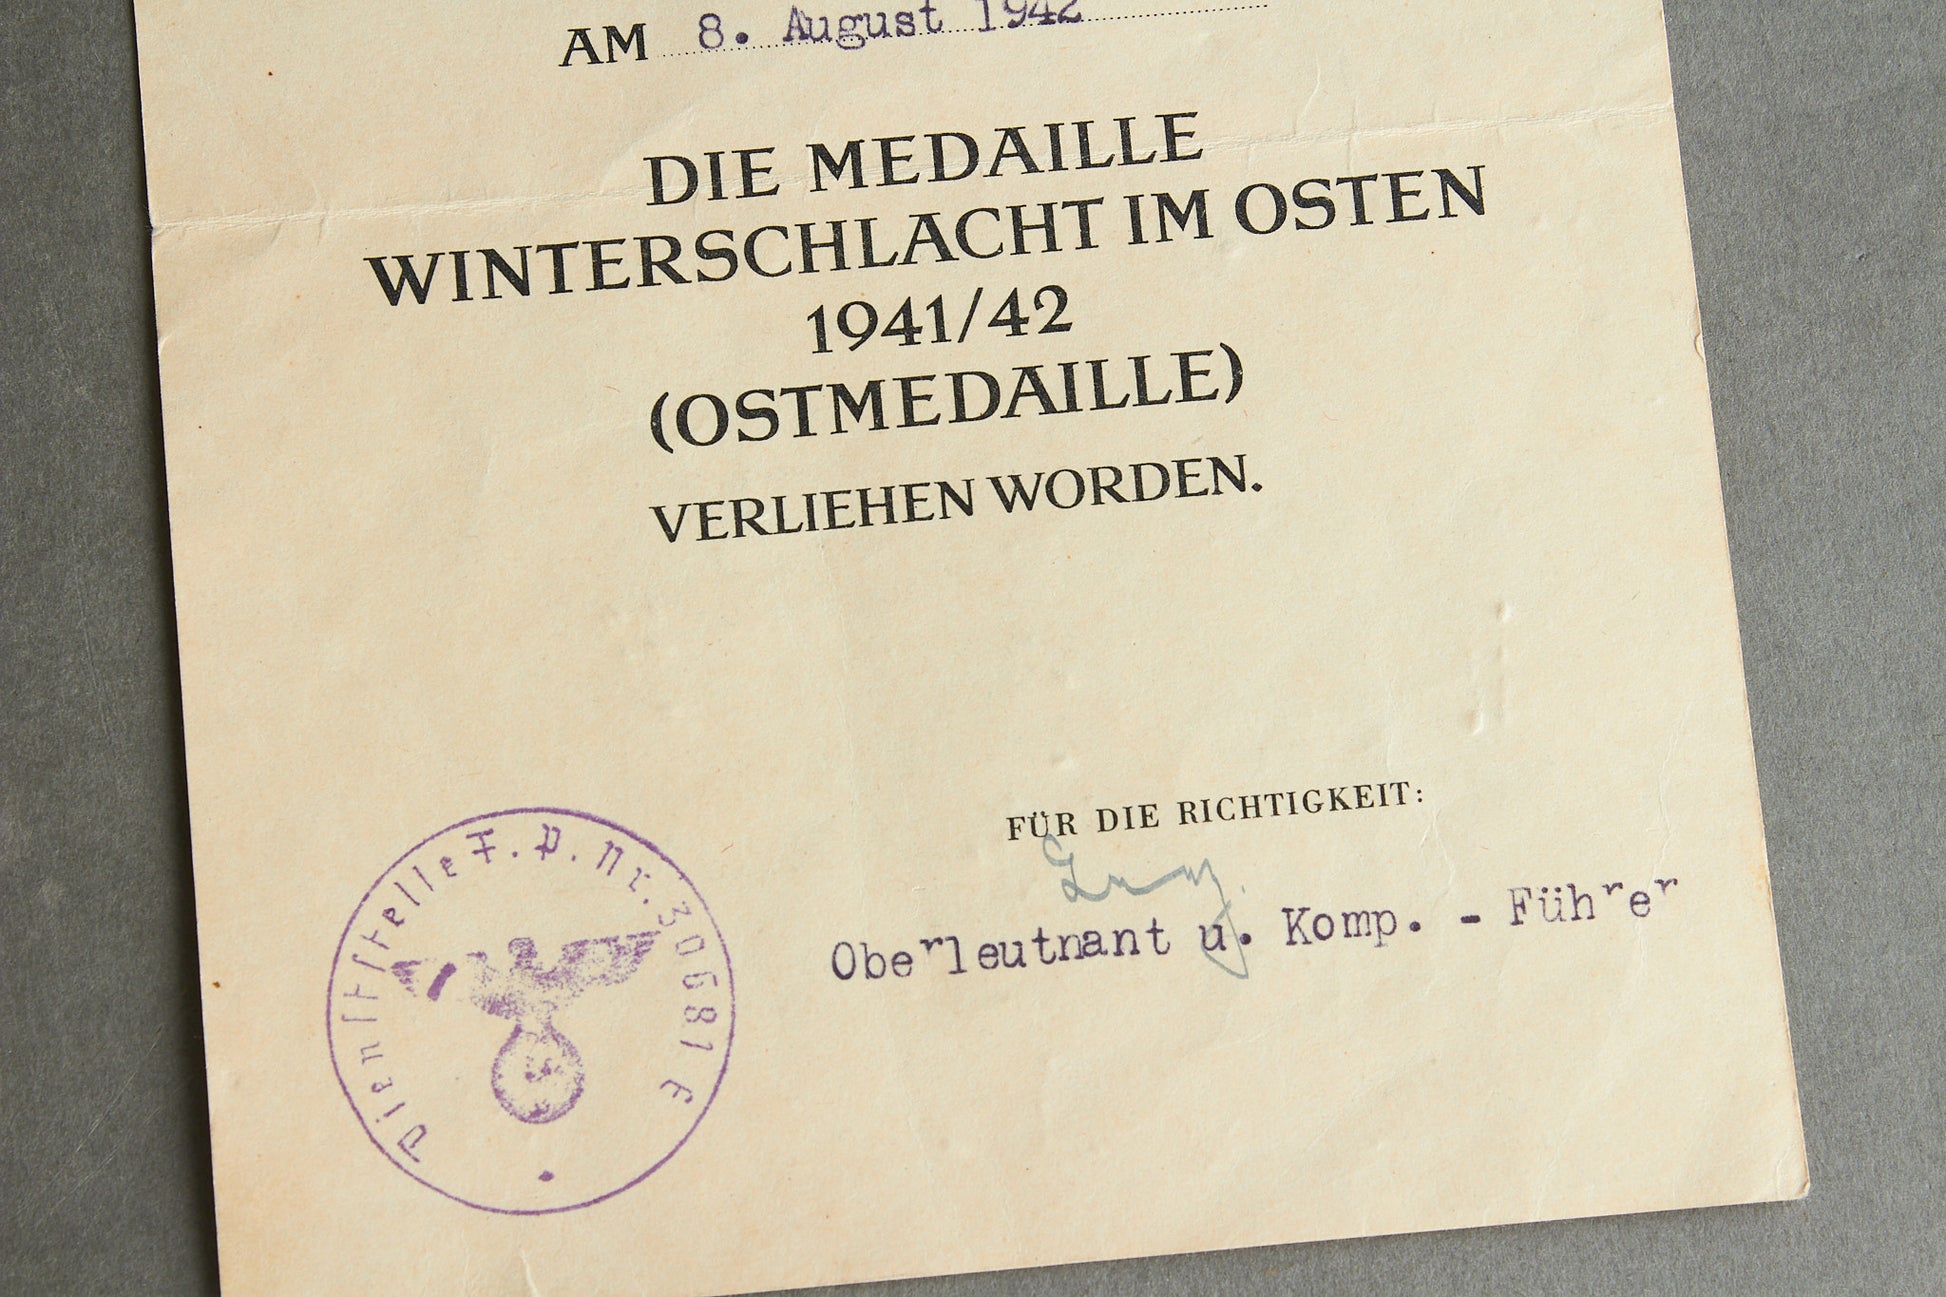 AM 8. August 1942
DIE MEDAILLE
WINTERSCHLACHT IM OSTEN
1941/42
(OSTMEDAILLE)
VERLIEHEN WORDEN.
FÜR DIE RICHTIGKEIT:
Oberleutnant u. Komp. - Führer
Dienststelle F.P.Nr. 30681 E